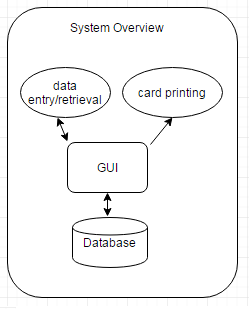 System Overview
data
entry/retrieval
card printing
GUI
Database